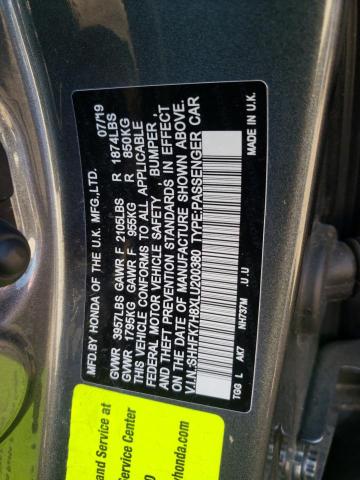 MFD.BY HONDA OF THE U.K. MFG.,LTD. 07/19
GVWR 3957LBS GAWR F 2105LBS R 1874LBS
GVWR 1795KG GAWR F 955KG R 850KG
THIS VEHICLE CONFORMS TO ALL APPLICABLE
FEDERAL MOTOR VEHICLE SAFETY , BUMPER ,
AND THEFT PREVENTION STANDARDS IN EFFECT
ON THE DATE OF MANUFACTURE SHOWN ABOVE.
V.I.N.SHHFK7H8XLU200380 TYPE:PASSENGER CAR
TGG L AK7 NH737M .U .U MADE IN U.K.
and Service at
Service Center
honda.com